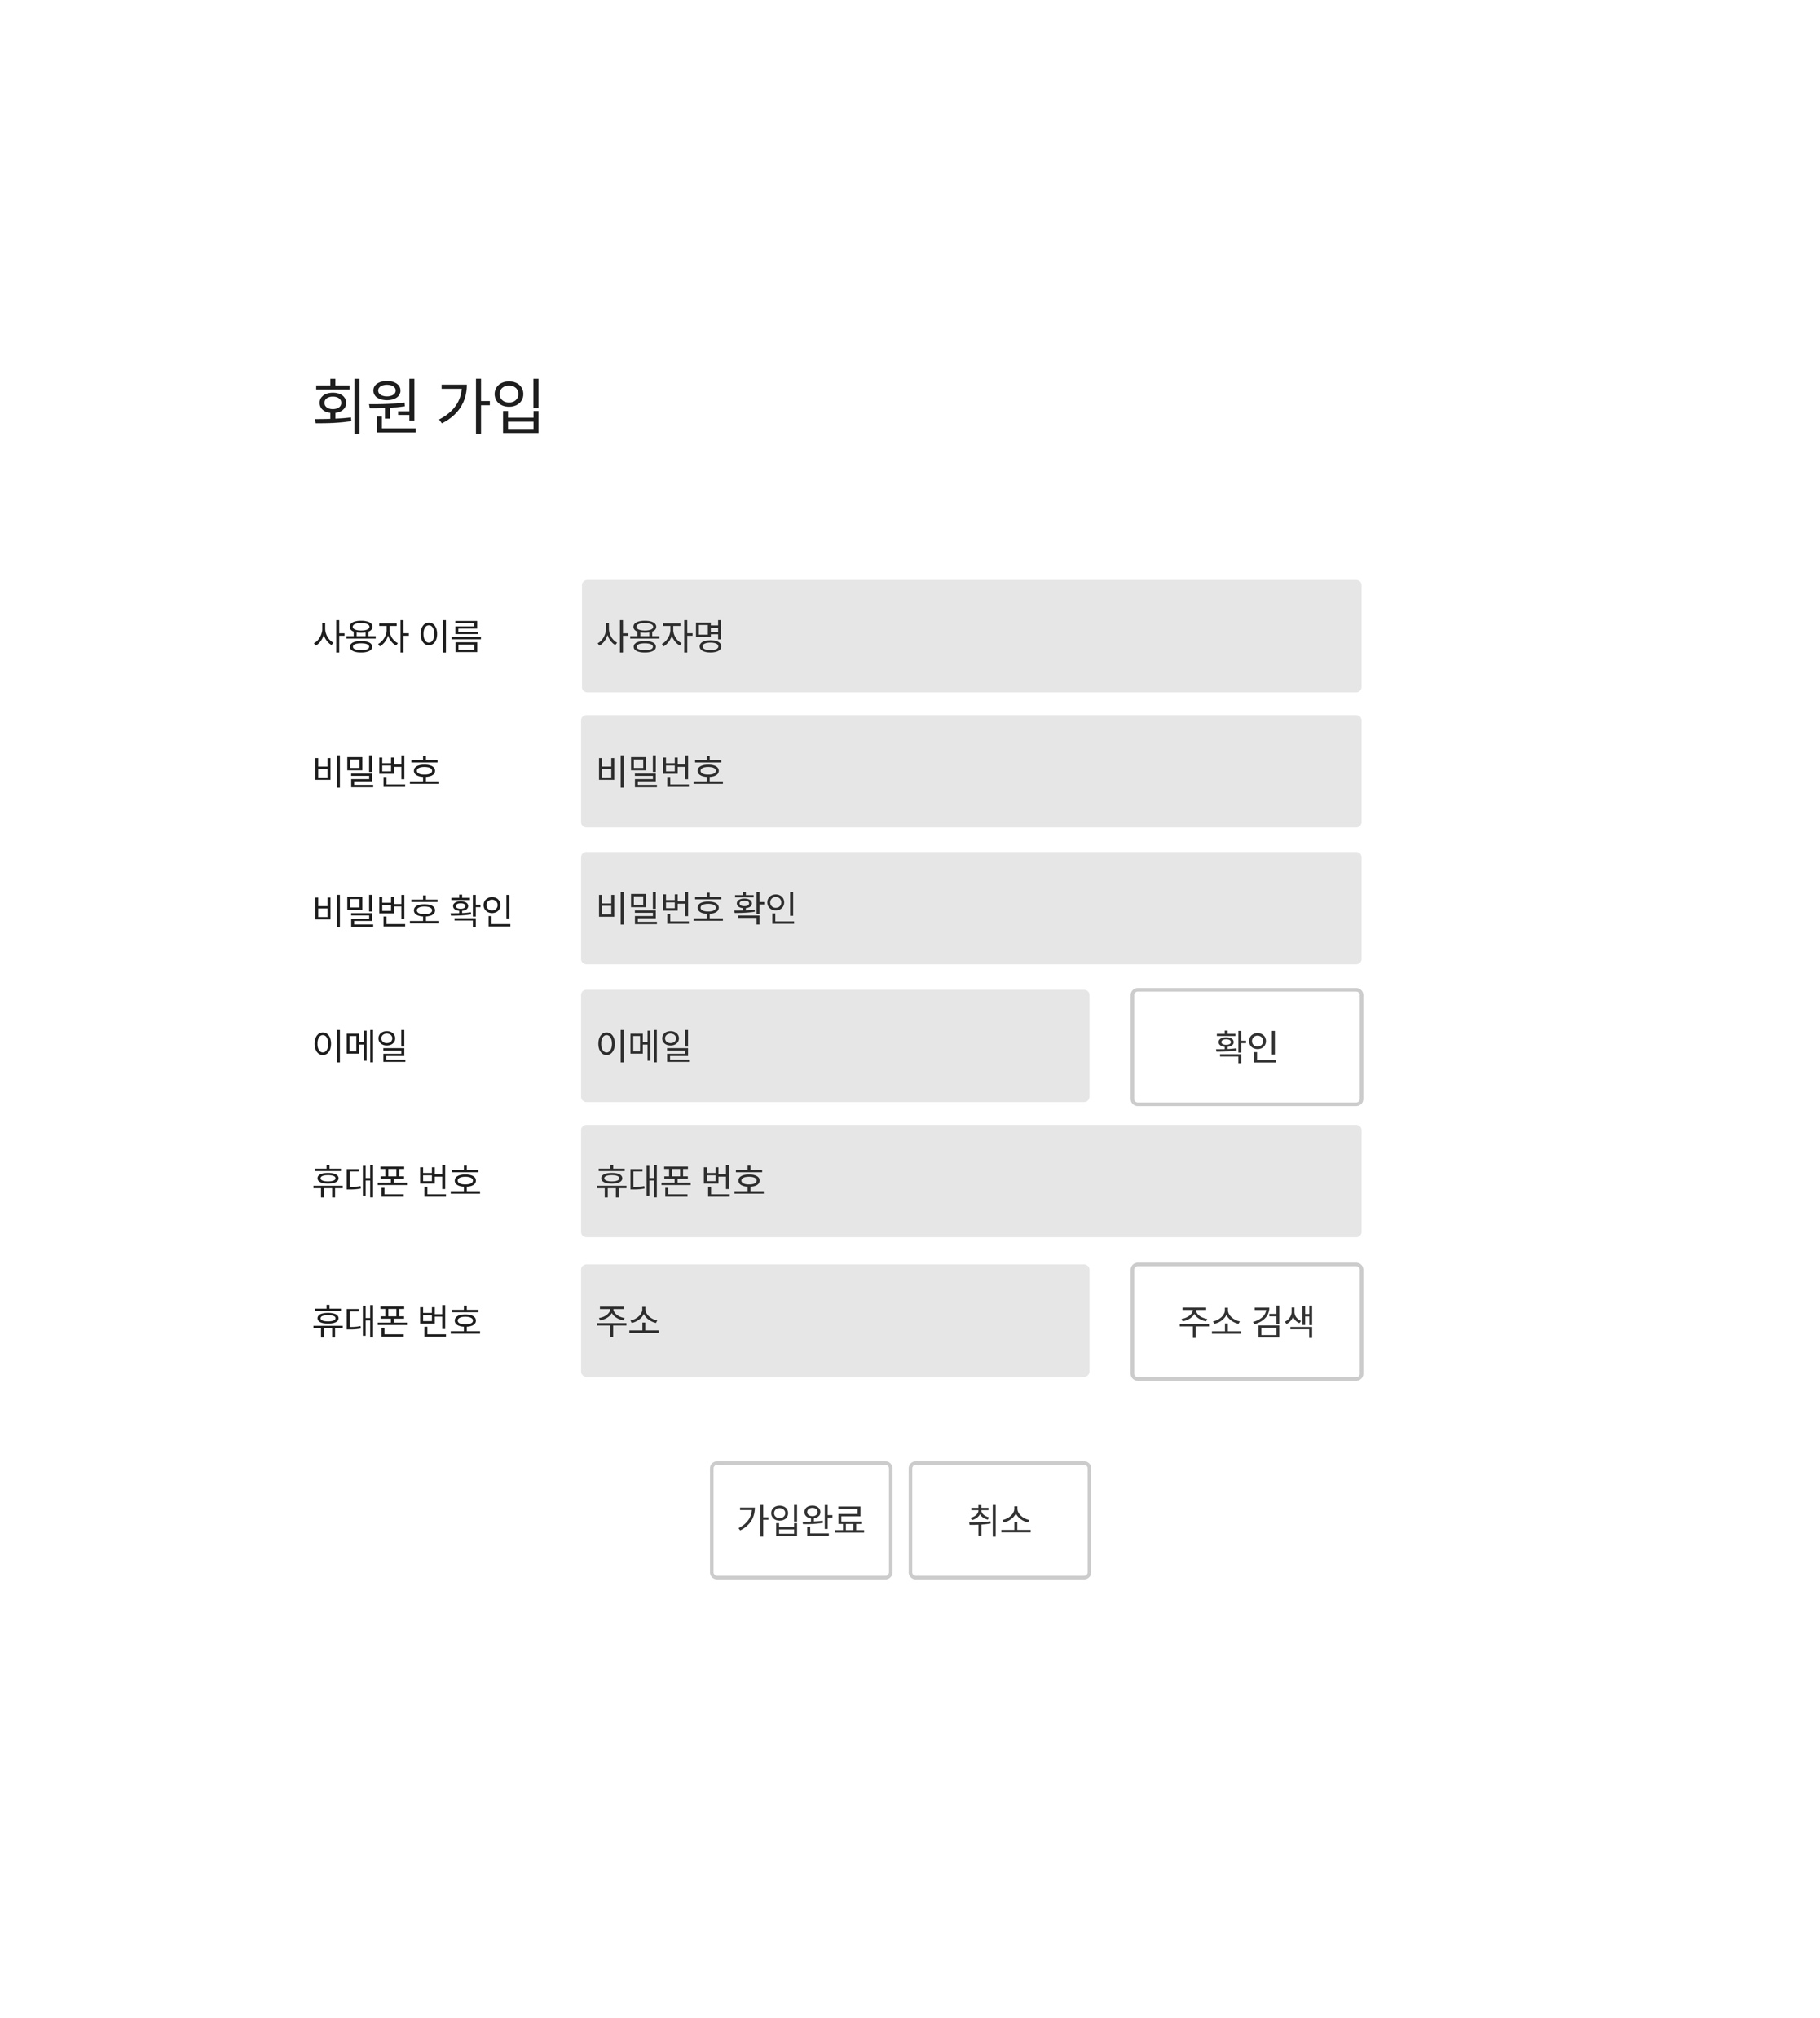 회원 가입
사용자 이름 사용자명
비밀번호 비밀번호
비밀번호 확인 비밀번호 확인
이메일 이메일 확인
휴대폰 번호 휴대폰 번호
휴대폰 번호 주소 주소 검색
가입완료 취소